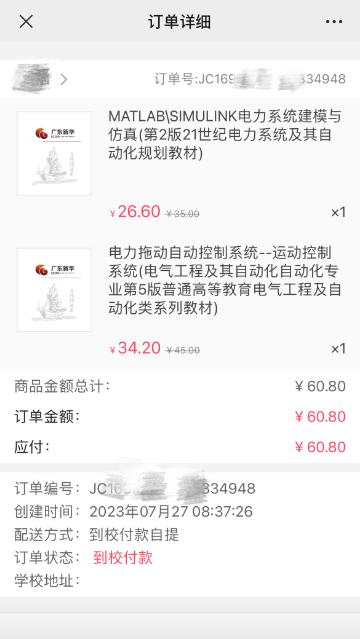 订单详细
订单号:JC169 334948
广东新华
MATLAB\SIMULINK电力系统建模与
仿真(第2版21世纪电力系统及其自
动化规划教材)
￥26.60 ￥35.00 ×1
广东新华
电力拖动自动控制系统--运动控制
系统(电气工程及其自动化自动化专
业第5版普通高等教育电气工程及自
动化类系列教材)
￥34.20 ￥45.00 ×1
商品金额总计: ￥60.80
订单金额: ￥60.80
应付: ￥60.80
订单编号: JC169 334948
创建时间: 2023年07月27 08:37:26
配送方式: 到校付款自提
订单状态: 到校付款
学校地址: